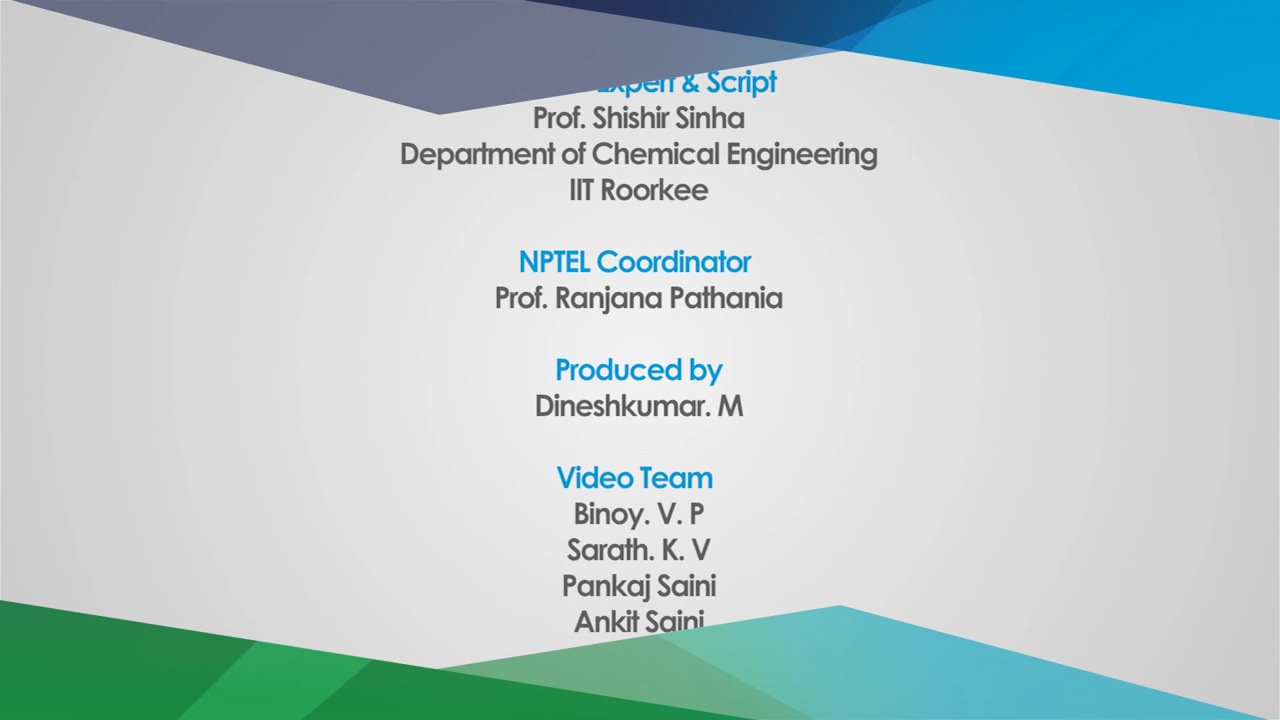 Expert & Script
Prof. Shishir Sinha
Department of Chemical Engineering
IIT Roorkee
NPTEL Coordinator
Prof. Ranjana Pathania
Produced by
Dineshkumar. M
Video Team
Binoy. V. P
Sarath. K. V
Pankaj Saini
Ankit Saini